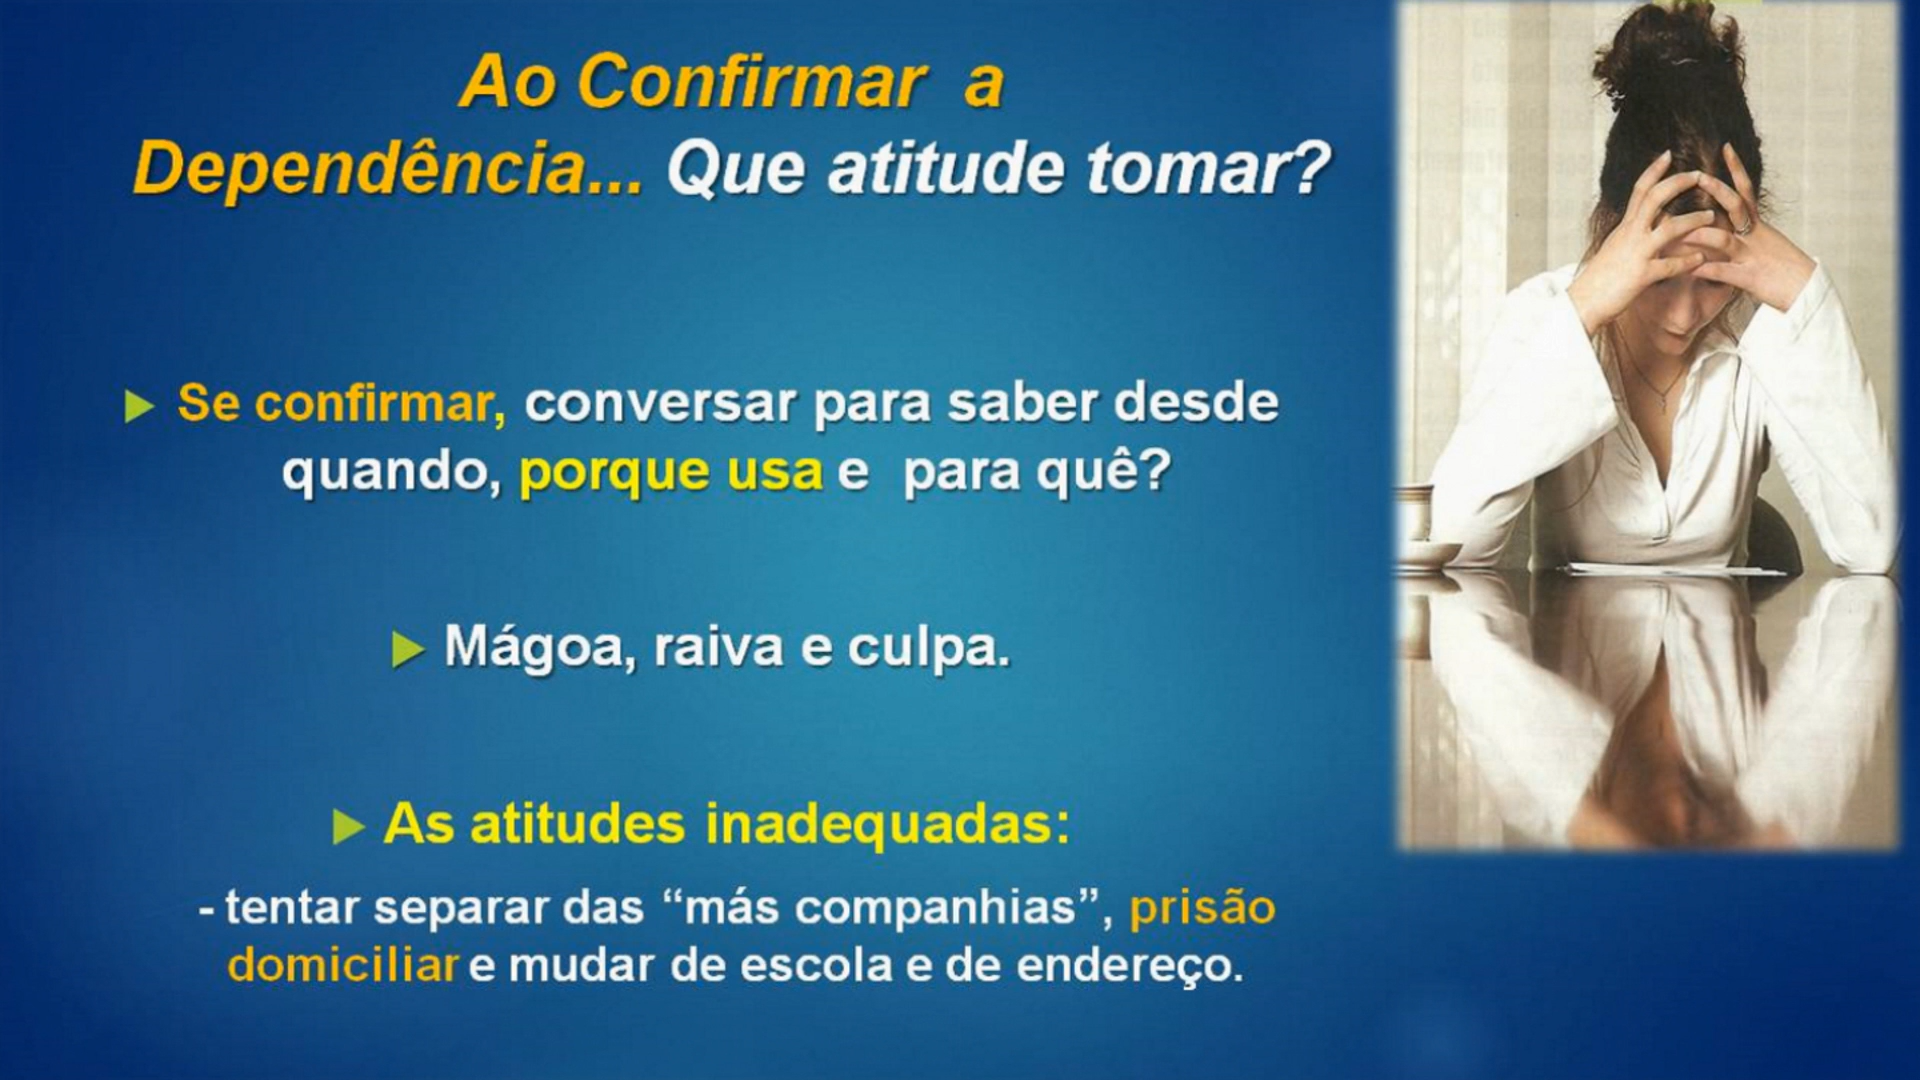 Ao Confirmar a
Dependência... Que atitude tomar?
Se confirmar, conversar para saber desde
quando, porque usa e para quê?
Mágoa, raiva e culpa.
As atitudes inadequadas:
- tentar separar das “más companhias”, prisão
domiciliar e mudar de escola e de endereço.